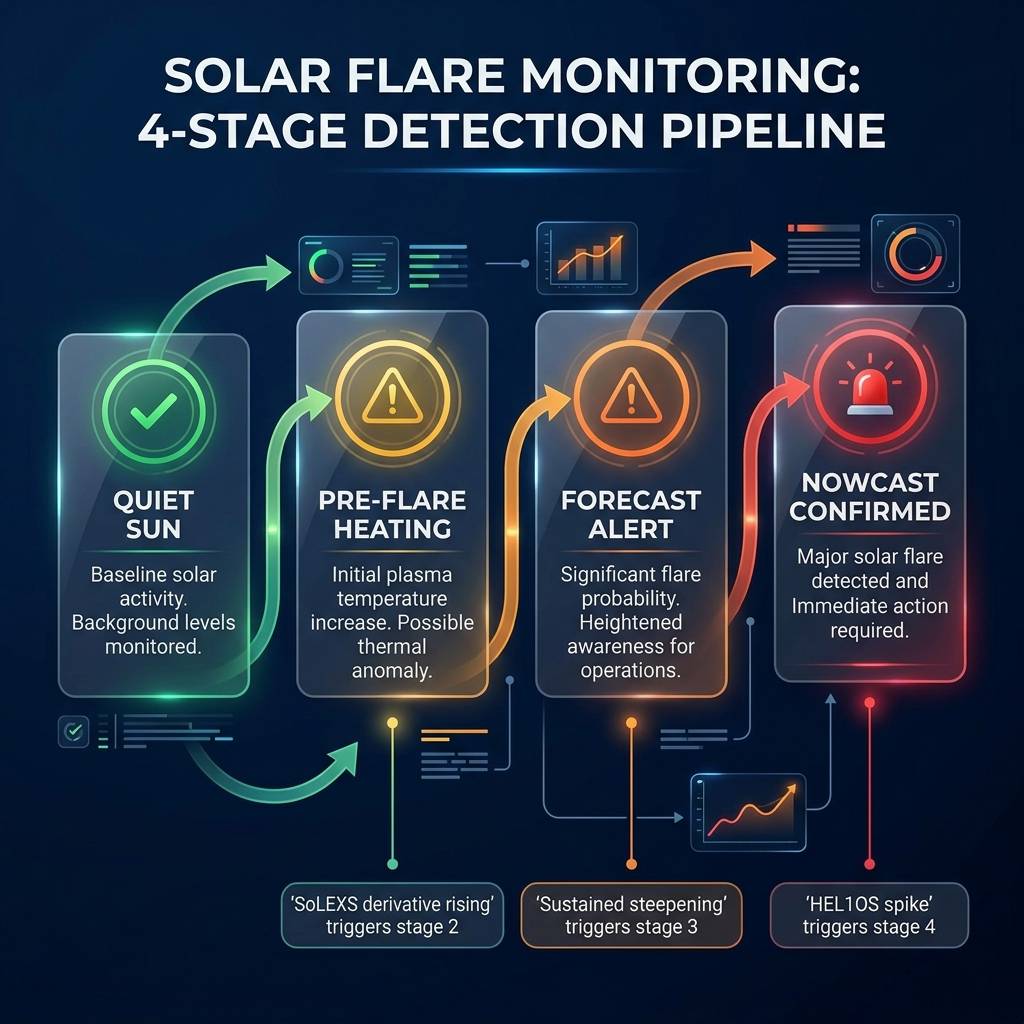 SOLAR FLARE MONITORING:
4-STAGE DETECTION PIPELINE
QUIET
SUN
Baseline solar
activity.
Background levels
monitored.
PRE-FLARE
HEATING
Initial plasma
temperature
increase. Possible
thermal
anomaly.
FORECAST
ALERT
Significant flare
probability.
Heightened
awareness for
operations.
NOWCAST
CONFIRMED
Major solar flare
detected and
Immediate action
required.
'SoLEXS derivative rising'
triggers stage 2
'Sustained steepening'
triggers stage 3
'HEL1OS spike'
triggers stage 4